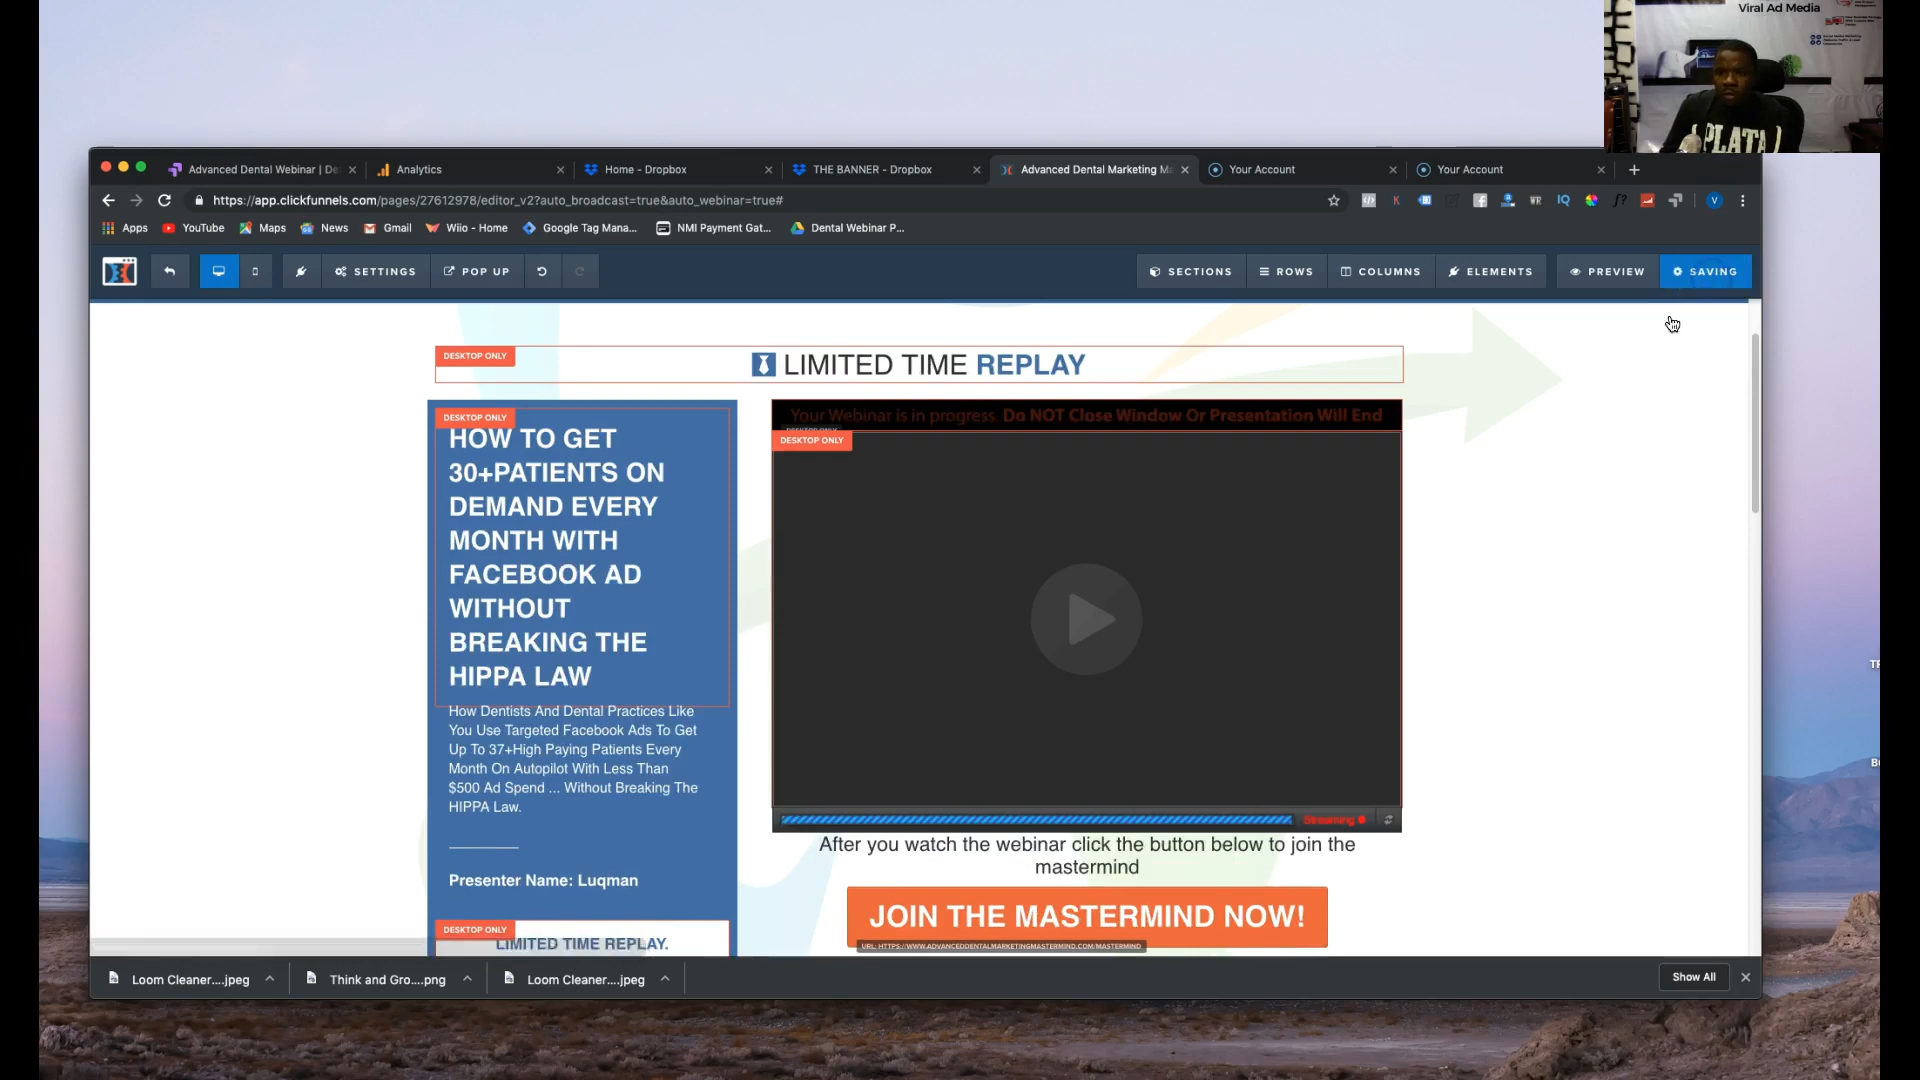 Viral Ad Media
PLATA
Advanced Dental Webinar | De
Analytics
Home - Dropbox
THE BANNER - Dropbox
Advanced Dental Marketing M
Your Account
Your Account
https://app.clickfunnels.com/pages/27612978/editor_v2?auto_broadcast=true&auto_webinar=true#
Apps
YouTube
Maps
News
Gmail
Wiio - Home
Google Tag Mana...
NMI Payment Gat...
Dental Webinar P...
SETTINGS
POP UP
SECTIONS
ROWS
COLUMNS
ELEMENTS
PREVIEW
SAVING
DESKTOP ONLY
LIMITED TIME REPLAY
DESKTOP ONLY
HOW TO GET
30+PATIENTS ON
DEMAND EVERY
MONTH WITH
FACEBOOK AD
WITHOUT
BREAKING THE
HIPPA LAW
How Dentists And Dental Practices Like
You Use Targeted Facebook Ads To Get
Up To 37+High Paying Patients Every
Month On Autopilot With Less Than
$500 Ad Spend ... Without Breaking The
HIPPA Law.
Presenter Name: Luqman
DESKTOP ONLY
LIMITED TIME REPLAY.
Your Webinar is in progress. Do NOT Close Window Or Presentation Will End
DESKTOP ONLY
Streaming
After you watch the webinar click the button below to join the
mastermind
JOIN THE MASTERMIND NOW!
URL: HTTPS://WWW.ADVANCEDDENTALMARKETINGMASTERMIND.COM/MASTERMIND
Loom Cleaner....jpeg
Think and Gro....png
Loom Cleaner....jpeg
Show All